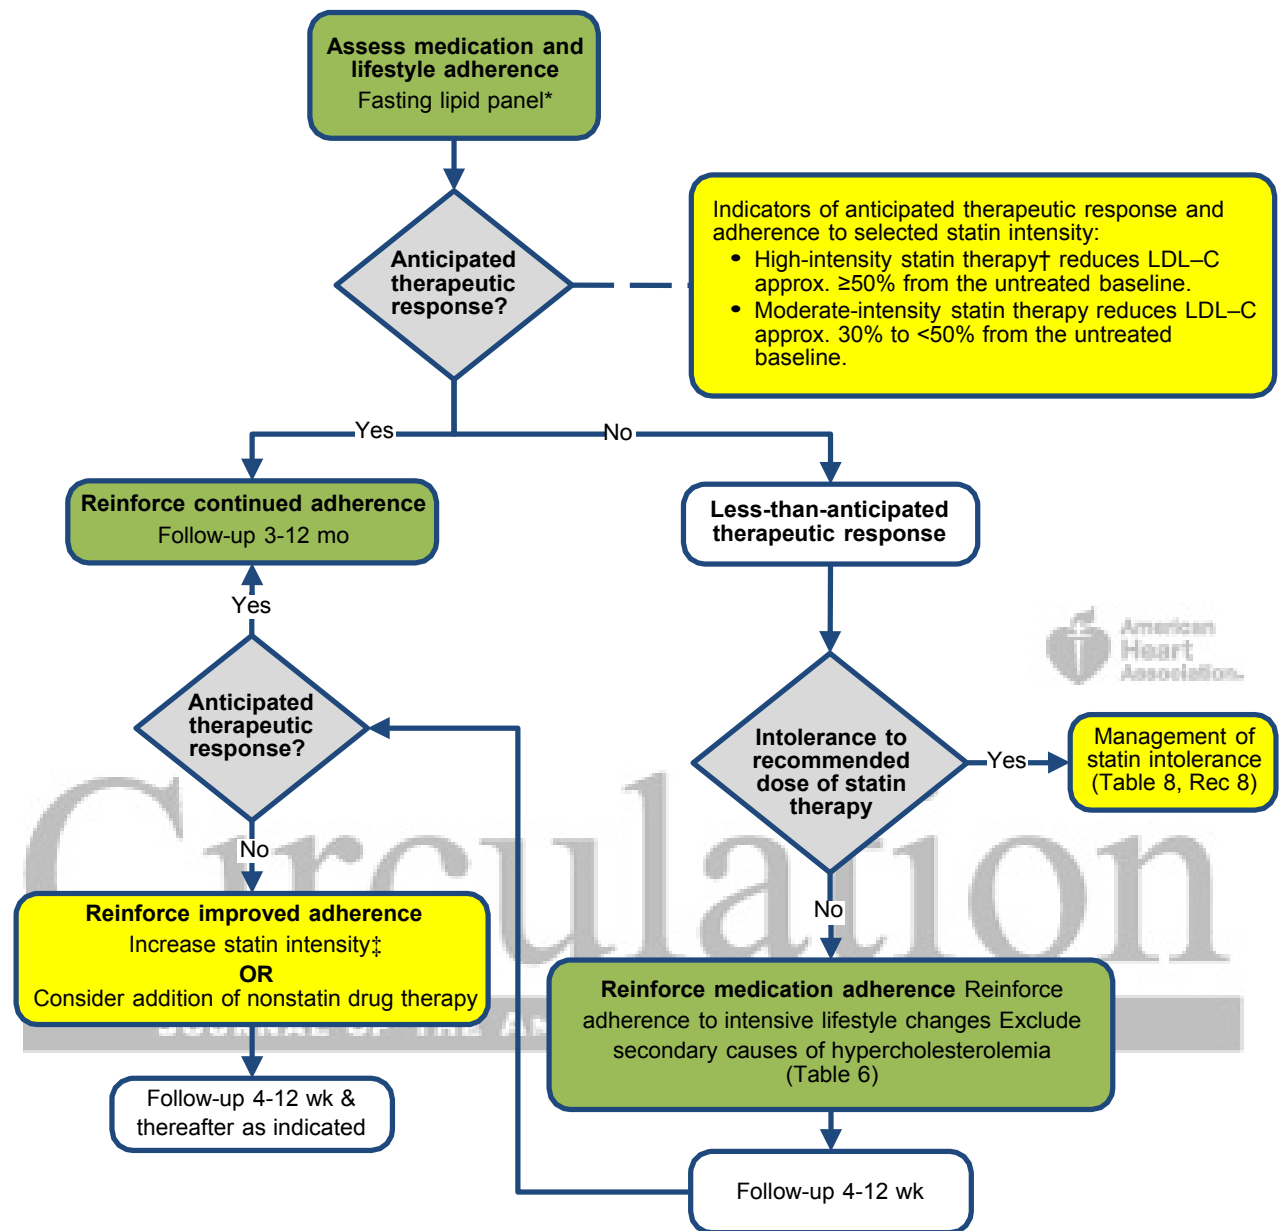 Assess medication and
lifestyle adherence
Fasting lipid panel*
Anticipated
therapeutic
response?
Indicators of anticipated therapeutic response and
adherence to selected statin intensity:
• High-intensity statin therapy† reduces LDL–C
approx. ≥50% from the untreated baseline.
• Moderate-intensity statin therapy reduces LDL–C
approx. 30% to <50% from the untreated
baseline.
Yes
No
Reinforce continued adherence
Follow-up 3-12 mo
Less-than-anticipated
therapeutic response
Yes
American
Heart
Association
Anticipated
therapeutic
response?
Intolerance to
recommended
dose of statin
therapy
Yes
Management of
statin intolerance
(Table 8, Rec 8)
Circulation
No
No
Reinforce improved adherence
Increase statin intensity‡
OR
Consider addition of nonstatin drug therapy
Reinforce medication adherence Reinforce
adherence to intensive lifestyle changes Exclude
secondary causes of hypercholesterolemia
(Table 6)
JOURNAL OF THE AM
Follow-up 4-12 wk &
thereafter as indicated
Follow-up 4-12 wk